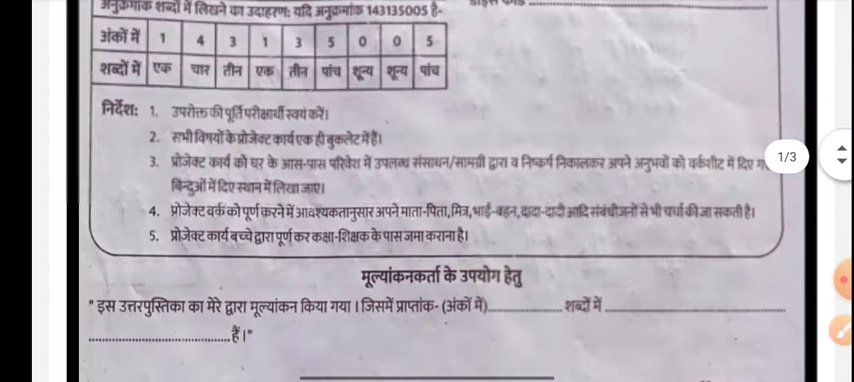 अनुक्रमांक शब्दों में लिखने का उदाहरण: यदि अनुक्रमांक 143135005 है-
अंकों में 1 4 3 1 3 5 0 0 5
शब्दों में एक चार तीन एक तीन पांच शून्य शून्य पांच
निर्देश: 1. उपरोक्त की पूर्ति परीक्षार्थी स्वयं करें।
2. सभी विषयों के प्रोजेक्ट कार्य एक ही बुकलेट में हैं।
3. प्रोजेक्ट कार्य को घर के आस-पास परिवेश में उपलब्ध संसाधन/सामग्री द्वारा व निष्कर्ष निकालकर अपने अनुभवों को वर्कशीट में दिए
1/3
बिन्दुओं में दिए स्थान में लिखा जाए।
4. प्रोजेक्ट वर्क को पूर्ण करने में आवश्यकतानुसार अपने माता-पिता,मित्र,भाई-बहन,दादा-दादी आदि संबंधीजनों से भी चर्चा की जा सकती है।
5. प्रोजेक्ट कार्य बच्चे द्वारा पूर्ण कर कक्षा-शिक्षक के पास जमा कराना है।
मूल्यांकनकर्ता के उपयोग हेतु
" इस उत्तरपुस्तिका का मेरे द्वारा मूल्यांकन किया गया । जिसमें प्राप्तांक- (अंकों में)..................... शब्दों में ..................................................
........................................ हैं ।"